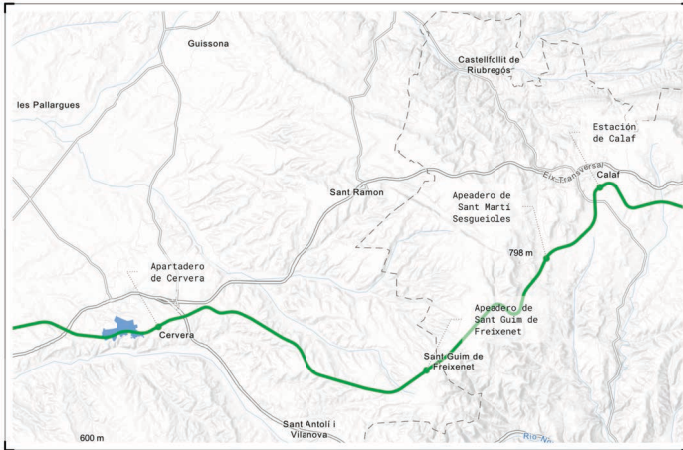 Guissona
Castellfollit de
Riubregós
les Pallargues
Estación
de Calaf
Eix Transversal
Calaf
Sant Ramon
Apeadero de
Sant Martí
Sesgueioles
798 m
Apartadero
de Cervera
Cervera
Apeadero de
Sant Guim de
Freixenet
Sant Guim de
Freixenet
Sant Antolí i
Vilanova
600 m